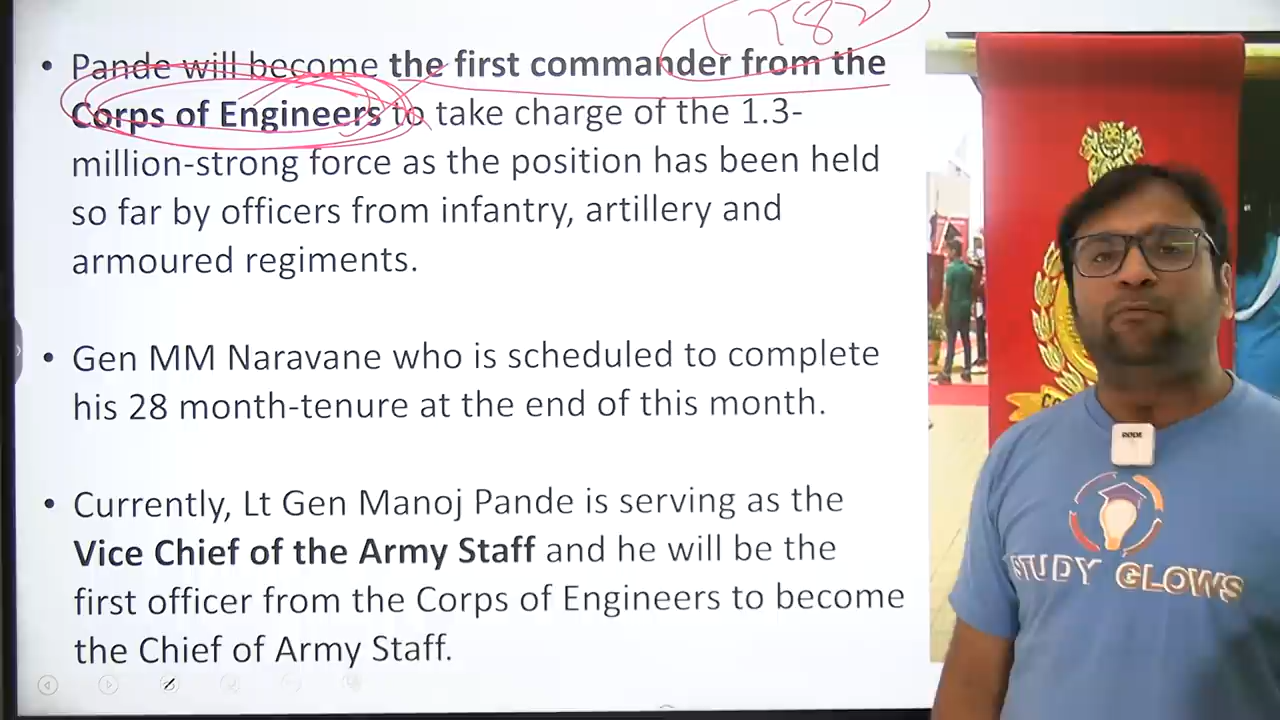 • Pande will become the first commander from the
Corps of Engineers to take charge of the 1.3-
million-strong force as the position has been held
so far by officers from infantry, artillery and
armoured regiments.
• Gen MM Naravane who is scheduled to complete
his 28 month-tenure at the end of this month.
• Currently, Lt Gen Manoj Pande is serving as the
Vice Chief of the Army Staff and he will be the
first officer from the Corps of Engineers to become
the Chief of Army Staff.
STUDY GLOWS